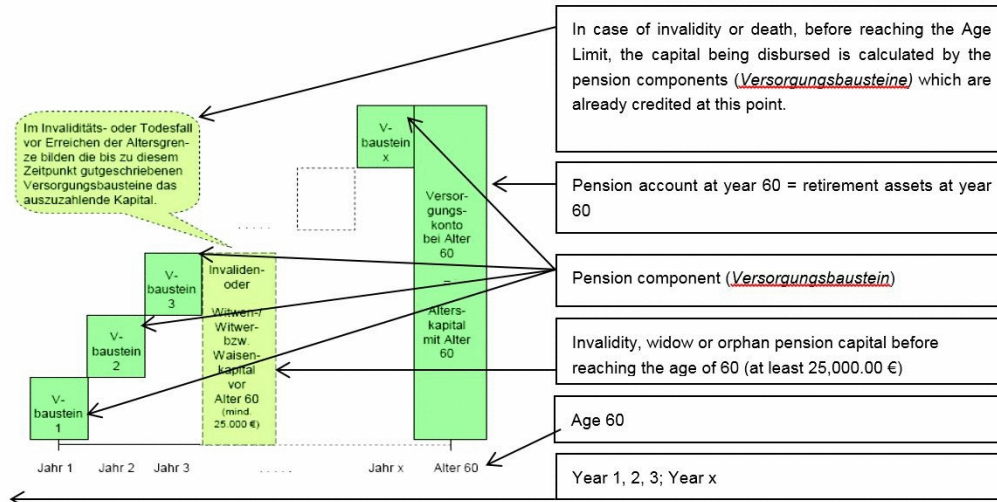 In case of invalidity or death, before reaching the Age
Limit, the capital being disbursed is calculated by the
pension components (Versorgungsbausteine) which are
already credited at this point.
Im Invaliditäts- oder Todesfall
vor Erreichen der Altersgren-
ze bilden die bis zu diesem
Zeitpunkt gutgeschriebenen
Versorgungsbausteine das
auszuzahlende Kapital.
V-
baustein
x
Versor-
gungs-
konto
bei Alter
60
=
Alters-
kapital
mit Alter
60
Pension account at year 60 = retirement assets at year
60
.....
V-
baustein
3
Invaliden-
oder
Witwen-/
Witwer-
bzw.
Waisen-
kapital
vor
Alter 60
(mind.
25.000 €)
Pension component (Versorgungsbaustein)
V-
baustein
2
Invalidity, widow or orphan pension capital before
reaching the age of 60 (at least 25,000.00 €)
V-
baustein
1
Age 60
Jahr 1 Jahr 2 Jahr 3 ..... Jahr x Alter 60
Year 1, 2, 3; Year x